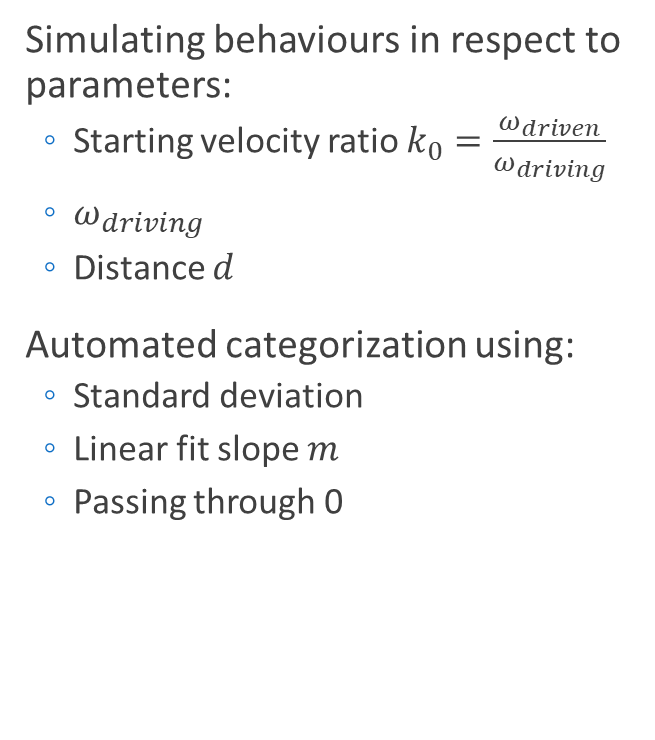 Simulating behaviours in respect to
parameters:
◦ Starting velocity ratio $k_0 = \frac{\omega_{driven}}{\omega_{driving}}$
◦ $\omega_{driving}$
◦ Distance $d$
Automated categorization using:
◦ Standard deviation
◦ Linear fit slope $m$
◦ Passing through 0